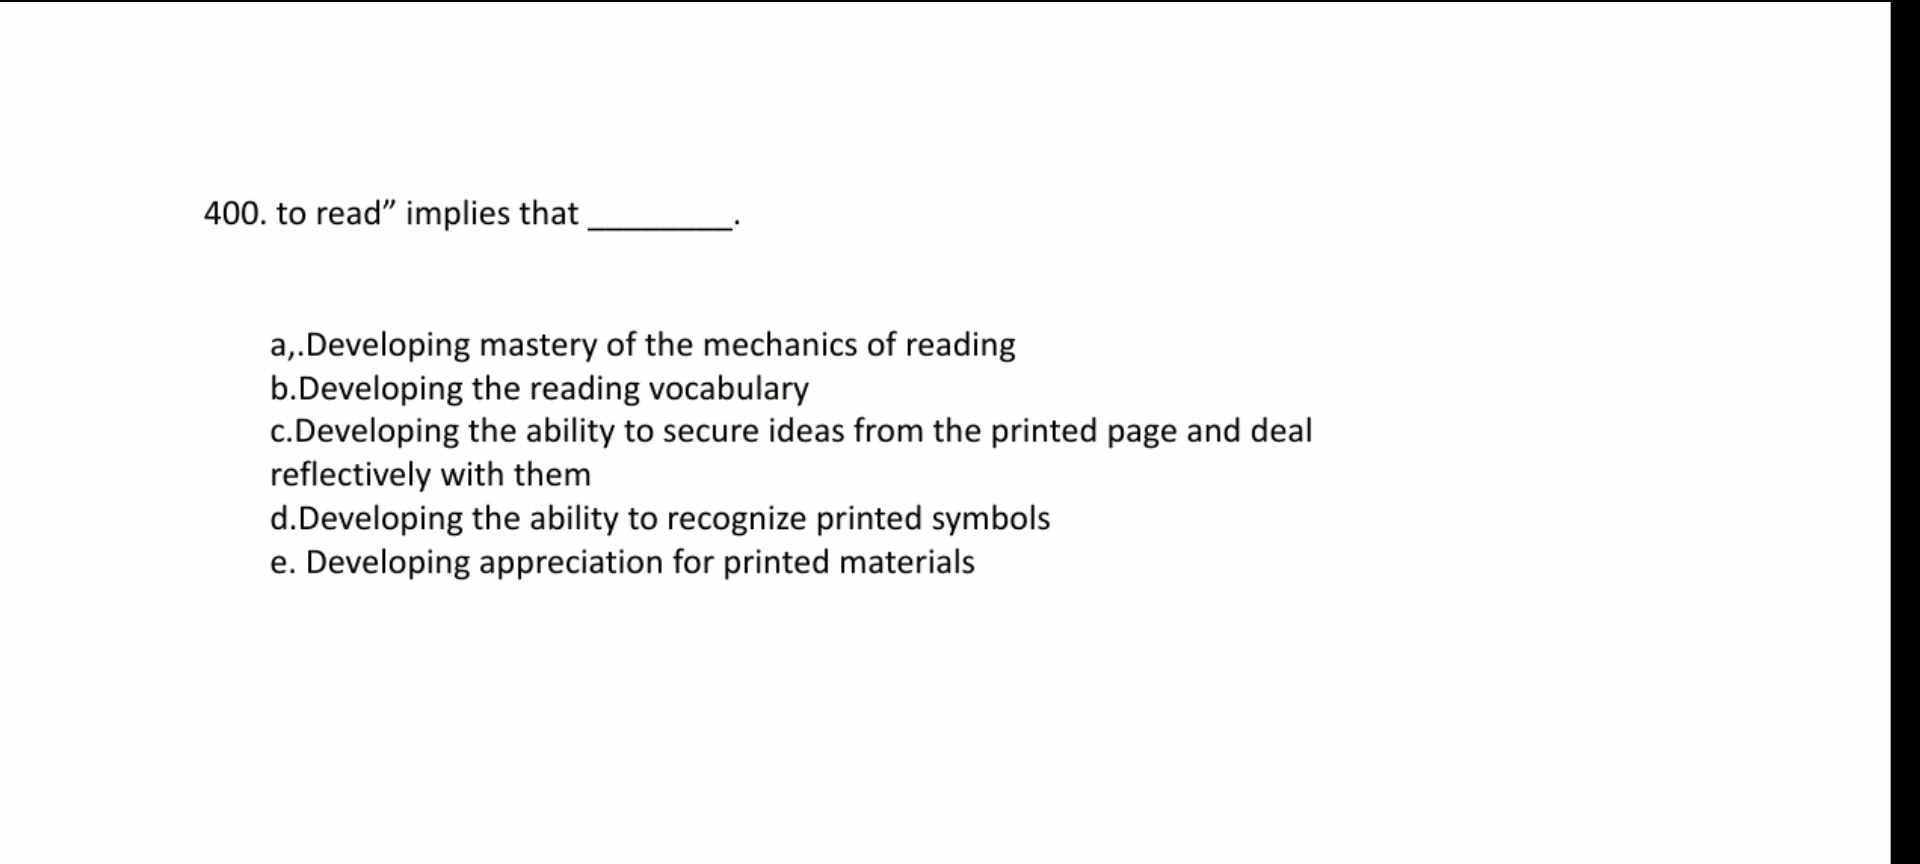 400. to read” implies that ________.
a,.Developing mastery of the mechanics of reading
b.Developing the reading vocabulary
c.Developing the ability to secure ideas from the printed page and deal
reflectively with them
d.Developing the ability to recognize printed symbols
e. Developing appreciation for printed materials